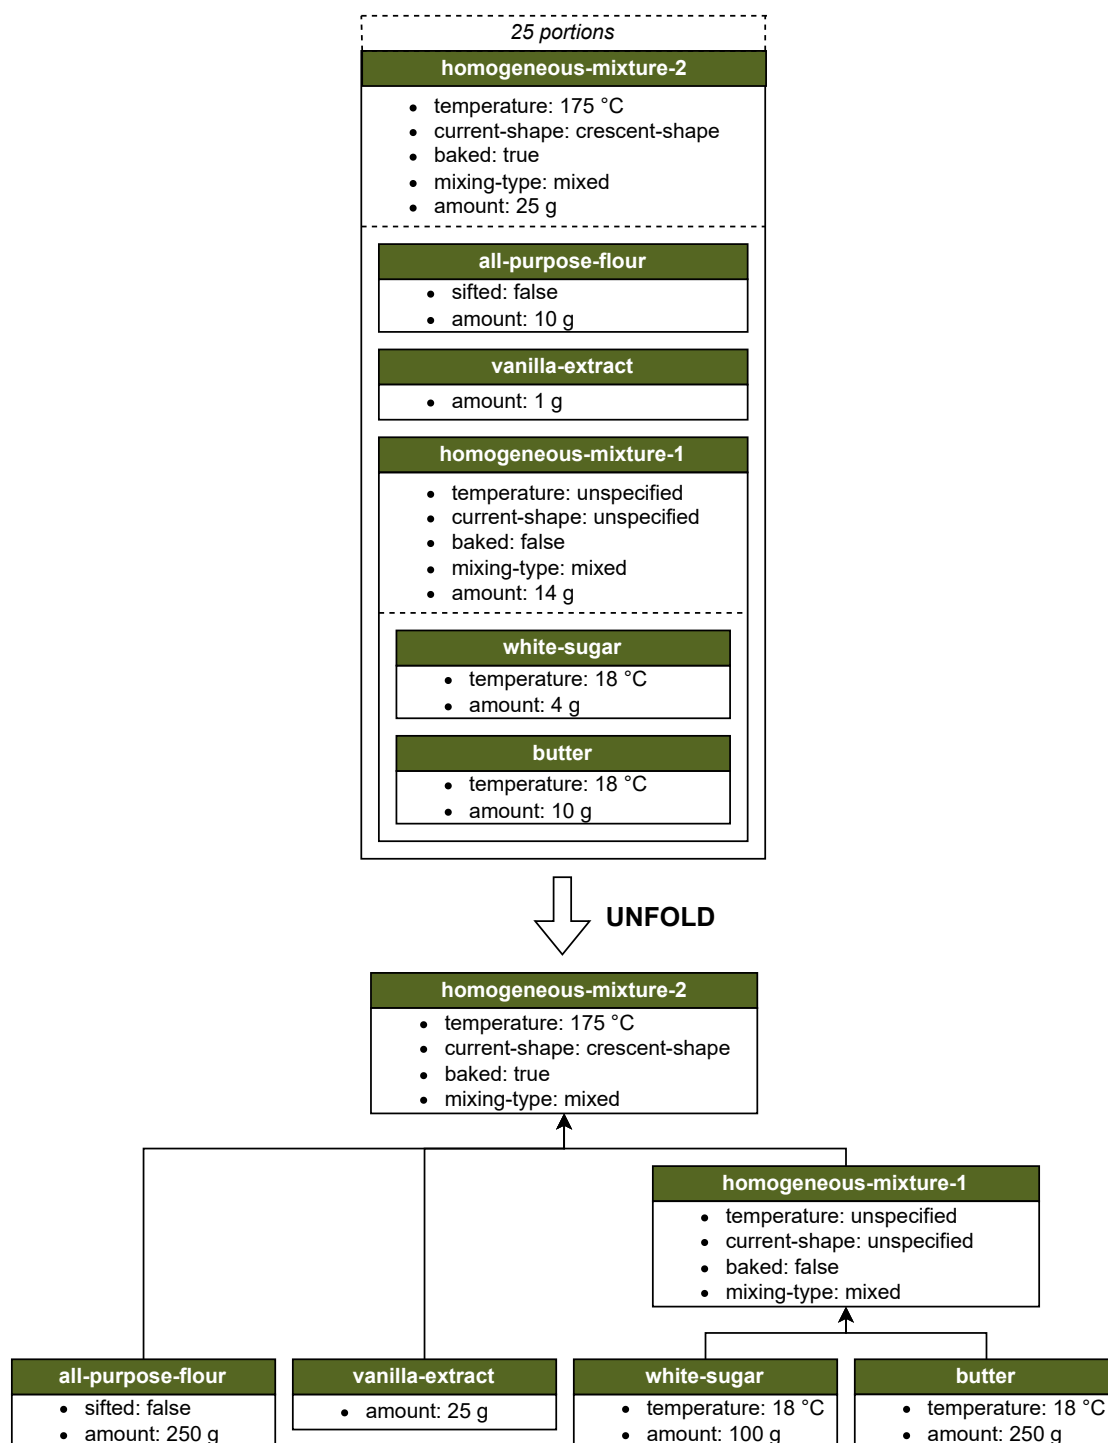 25 portions
homogeneous-mixture-2
• temperature: 175 °C
• current-shape: crescent-shape
• baked: true
• mixing-type: mixed
• amount: 25 g
all-purpose-flour
• sifted: false
• amount: 10 g
vanilla-extract
• amount: 1 g
homogeneous-mixture-1
• temperature: unspecified
• current-shape: unspecified
• baked: false
• mixing-type: mixed
• amount: 14 g
white-sugar
• temperature: 18 °C
• amount: 4 g
butter
• temperature: 18 °C
• amount: 10 g
UNFOLD
homogeneous-mixture-2
• temperature: 175 °C
• current-shape: crescent-shape
• baked: true
• mixing-type: mixed
homogeneous-mixture-1
• temperature: unspecified
• current-shape: unspecified
• baked: false
• mixing-type: mixed
all-purpose-flour
• sifted: false
• amount: 250 g
vanilla-extract
• amount: 25 g
white-sugar
• temperature: 18 °C
• amount: 100 g
butter
• temperature: 18 °C
• amount: 250 g